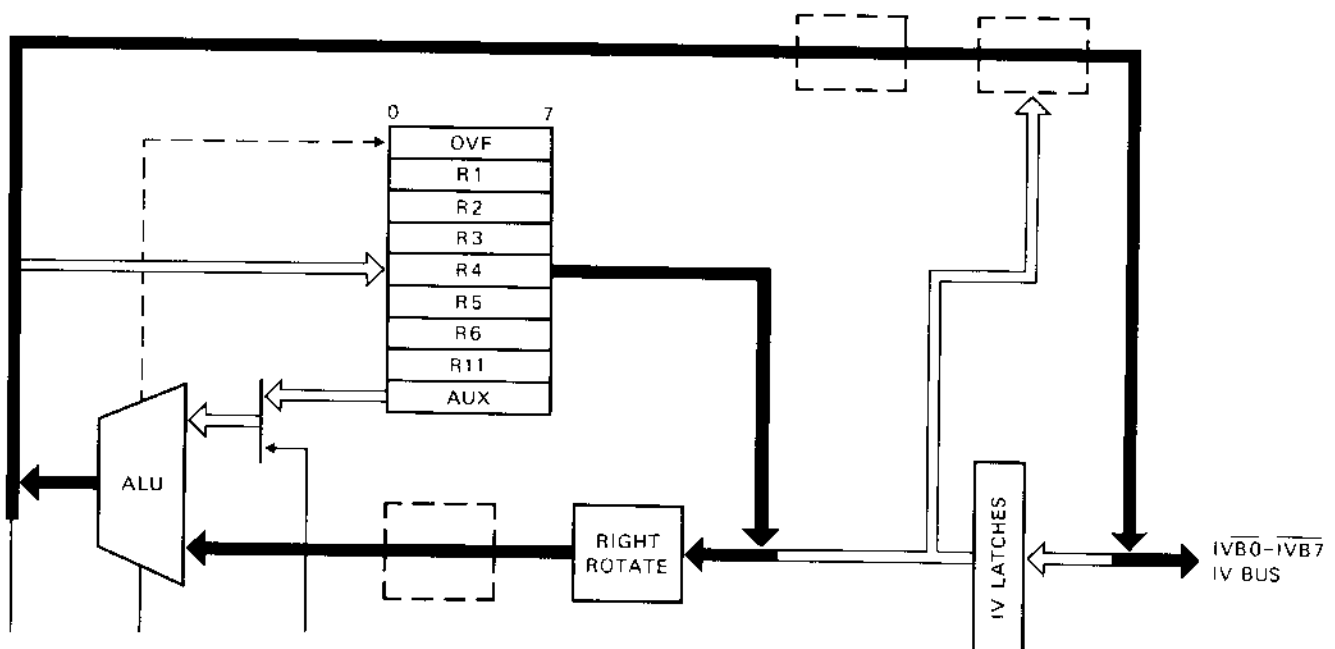 0 7
OVF
R1
R2
R3
R4
R5
R6
R11
AUX
ALU
RIGHT
ROTATE
IV LATCHES
IVB0-IVB7
IV BUS